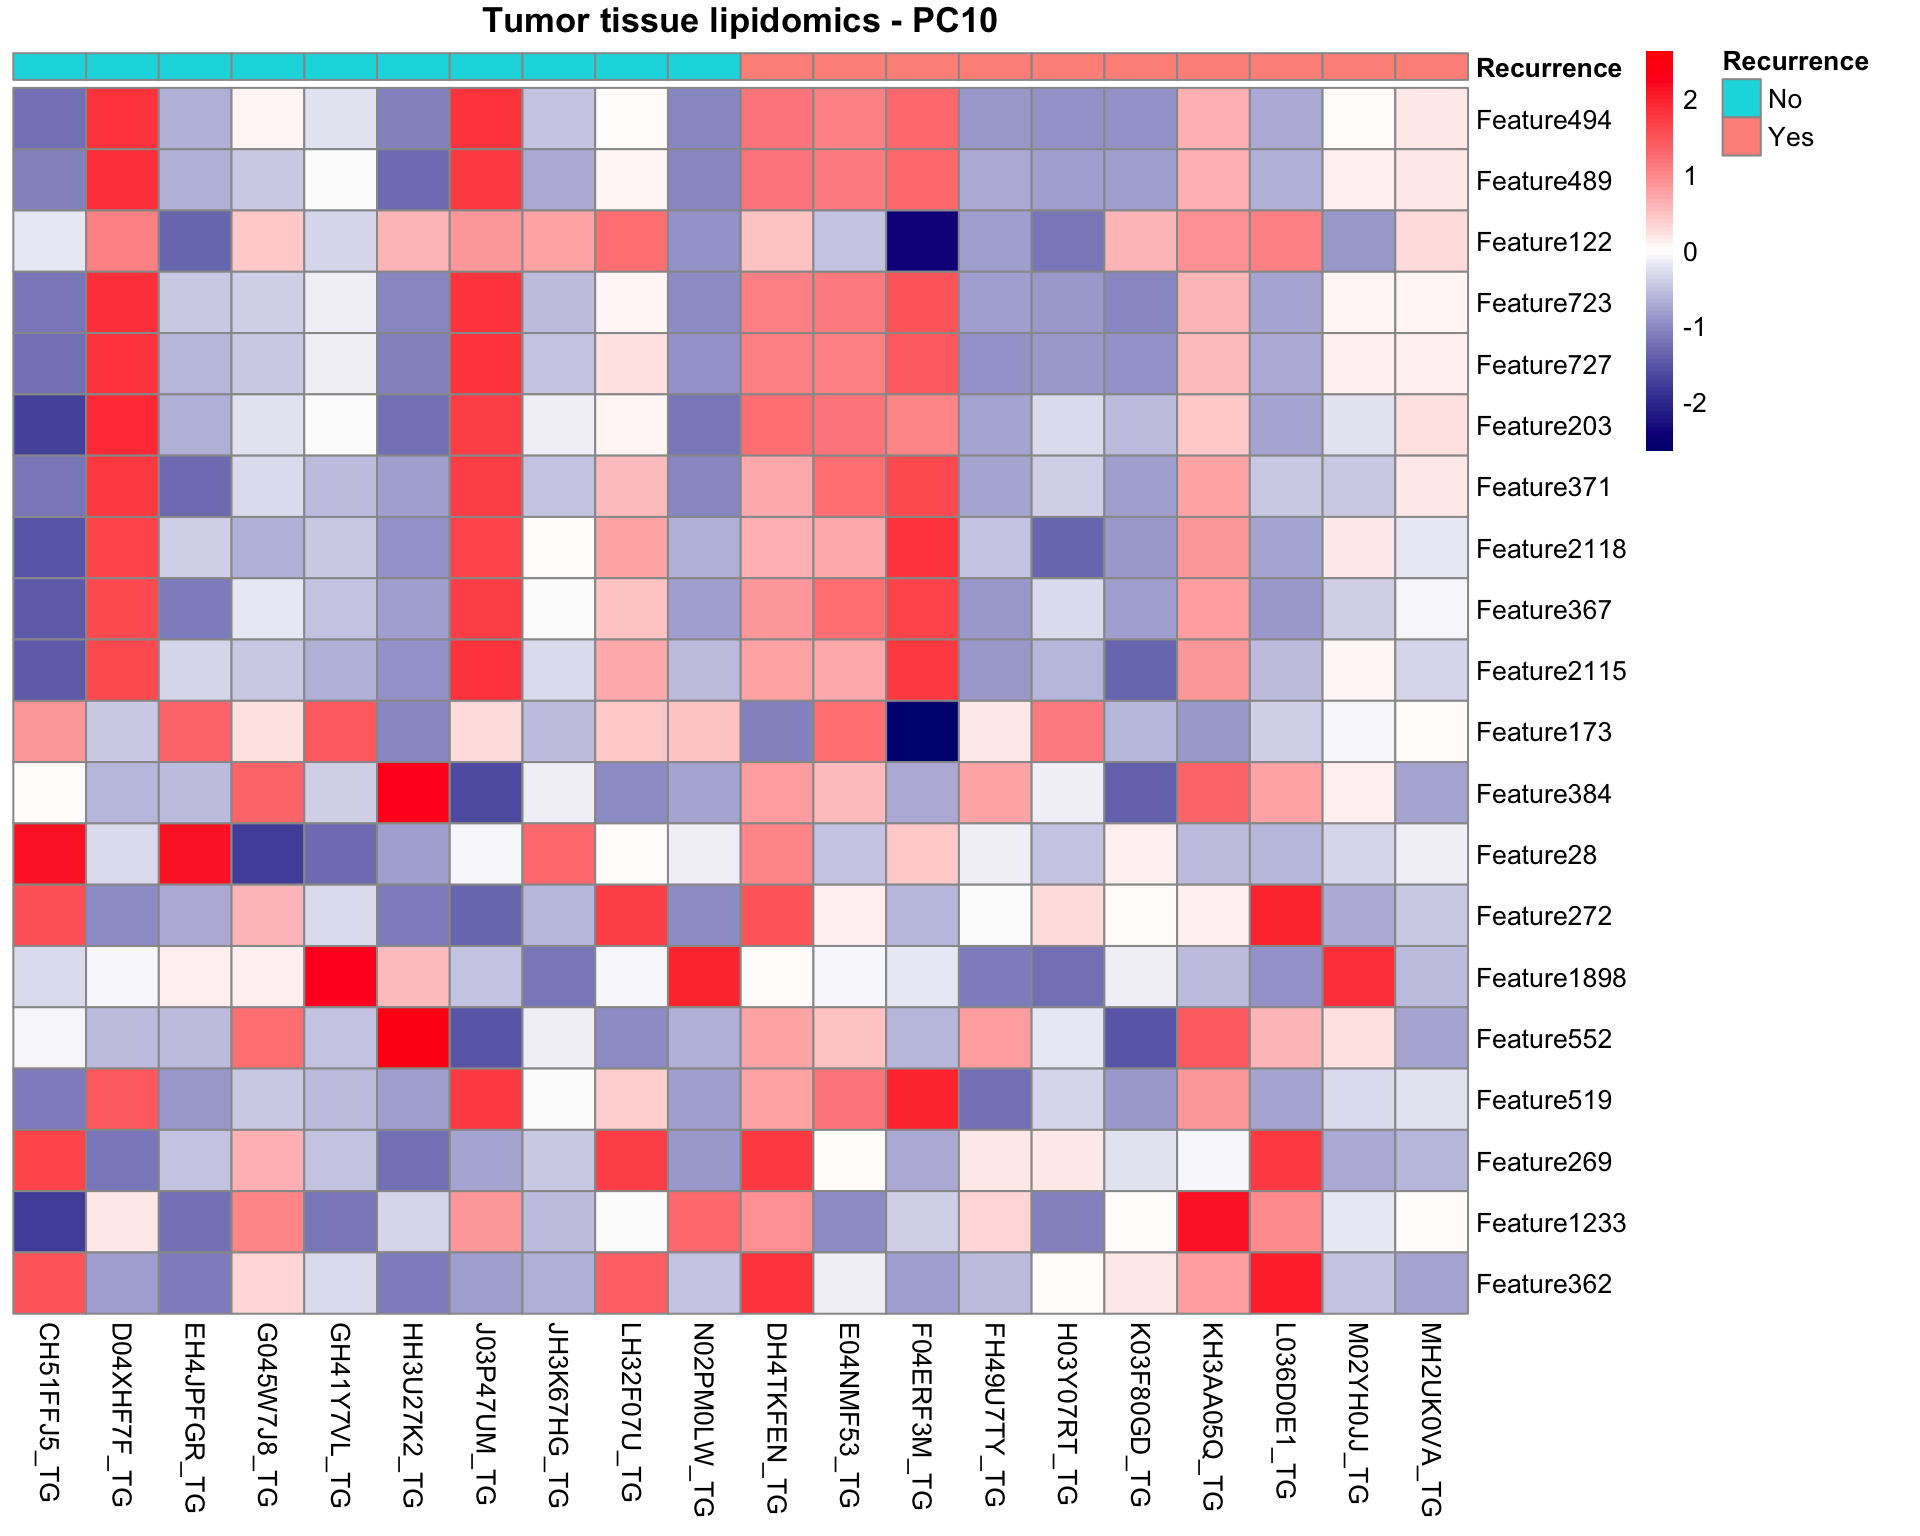 Tumor tissue lipidomics - PC10
Recurrence
2
1
0
-1
-2
Recurrence
No
Yes
Feature494
Feature489
Feature122
Feature723
Feature727
Feature203
Feature371
Feature2118
Feature367
Feature2115
Feature173
Feature384
Feature28
Feature272
Feature1898
Feature552
Feature519
Feature269
Feature1233
Feature362
CH51FFJ5_TG
D04XHF7F_TG
EH4JPFGR_TG
G045W7J8_TG
GH41Y7VL_TG
HH3U27K2_TG
J03P47UM_TG
JH3K67HG_TG
LH32F07U_TG
N02PM0LW_TG
DH4TKFEN_TG
E04NMF53_TG
F04ERF3M_TG
FH49U7TY_TG
H03Y07RT_TG
K03F80GD_TG
KH3AA05Q_TG
L036D0E1_TG
M02YH0JJ_TG
MH2UK0VA_TG